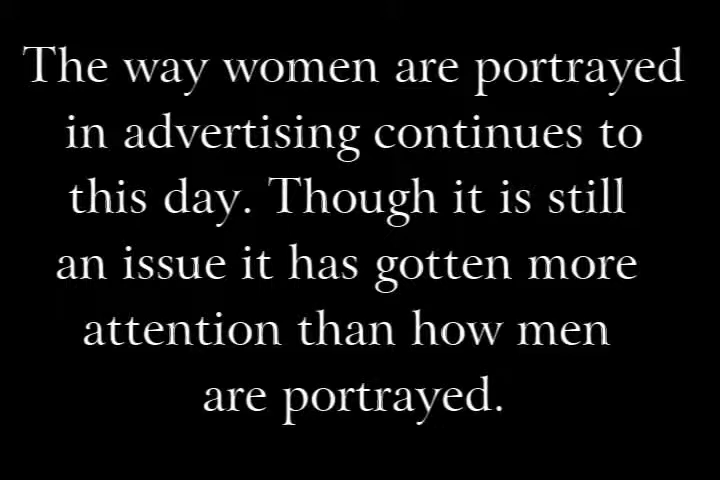 The way women are portrayed
in advertising continues to
this day. Though it is still
an issue it has gotten more
attention than how men
are portrayed.